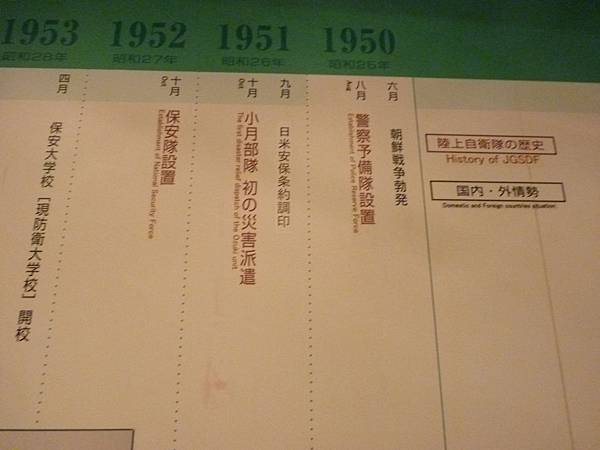 陸上自衛隊の歴史
History of JGSDF
国内・外情勢
Domestic and Foreign countries situation
1950
昭和25年
六月
朝鮮戦争勃発
八月
Aug
警察予備隊設置
Establishment of Police Reserve Force
1951
昭和26年
九月
日米安保条約調印
十月
Oct
小月部隊 初の災害派遣
The first disaster relief dispatch of the Ozuki unit
1952
昭和27年
十月
Oct
保安隊設置
Establishment of National Security Force
1953
昭和28年
四月
保安大学校［現防衛大学校］開校